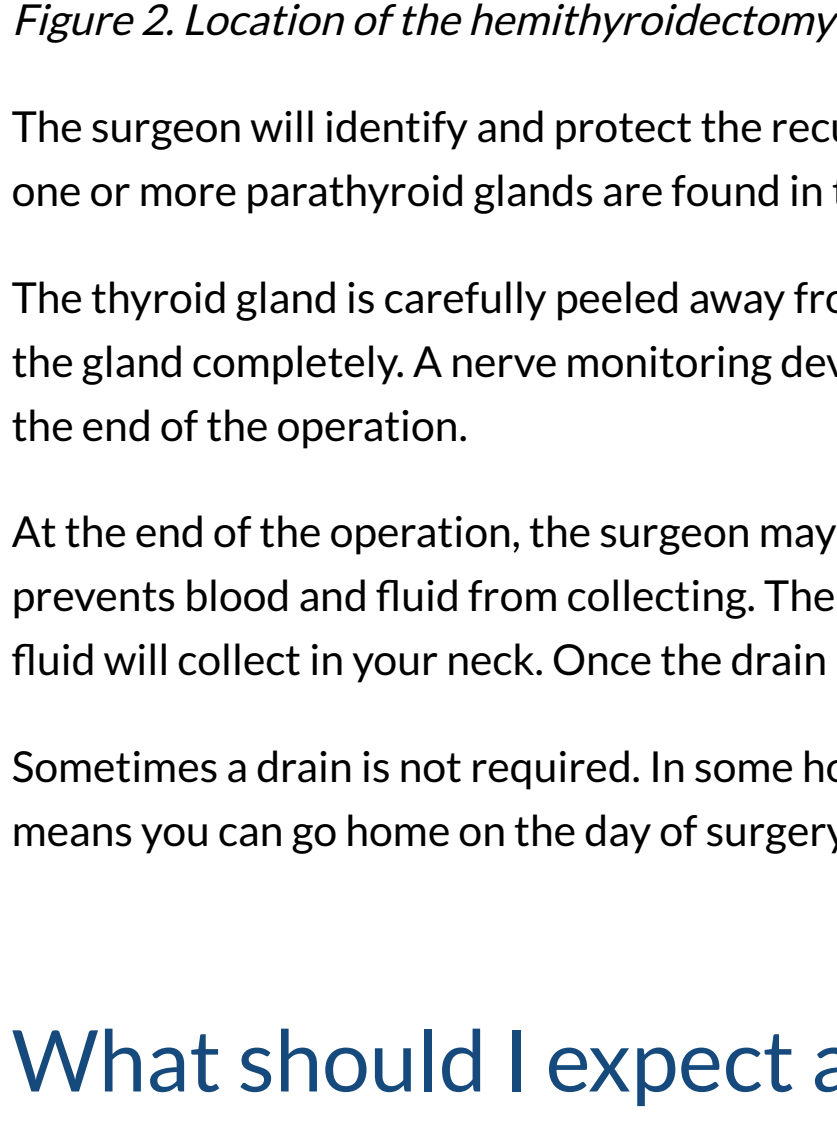 Figure 2. Location of the hemithyroidectomy
The surgeon will identify and protect the
one or more parathyroid glands are found in
The thyroid gland is carefully peeled away
the gland completely. A nerve monitoring
the end of the operation.
At the end of the operation, the surgeon may
prevents blood and fluid from collecting. The
fluid will collect in your neck. Once the drain
Sometimes a drain is not required. In some
means you can go home on the day of surgery
What should I expect